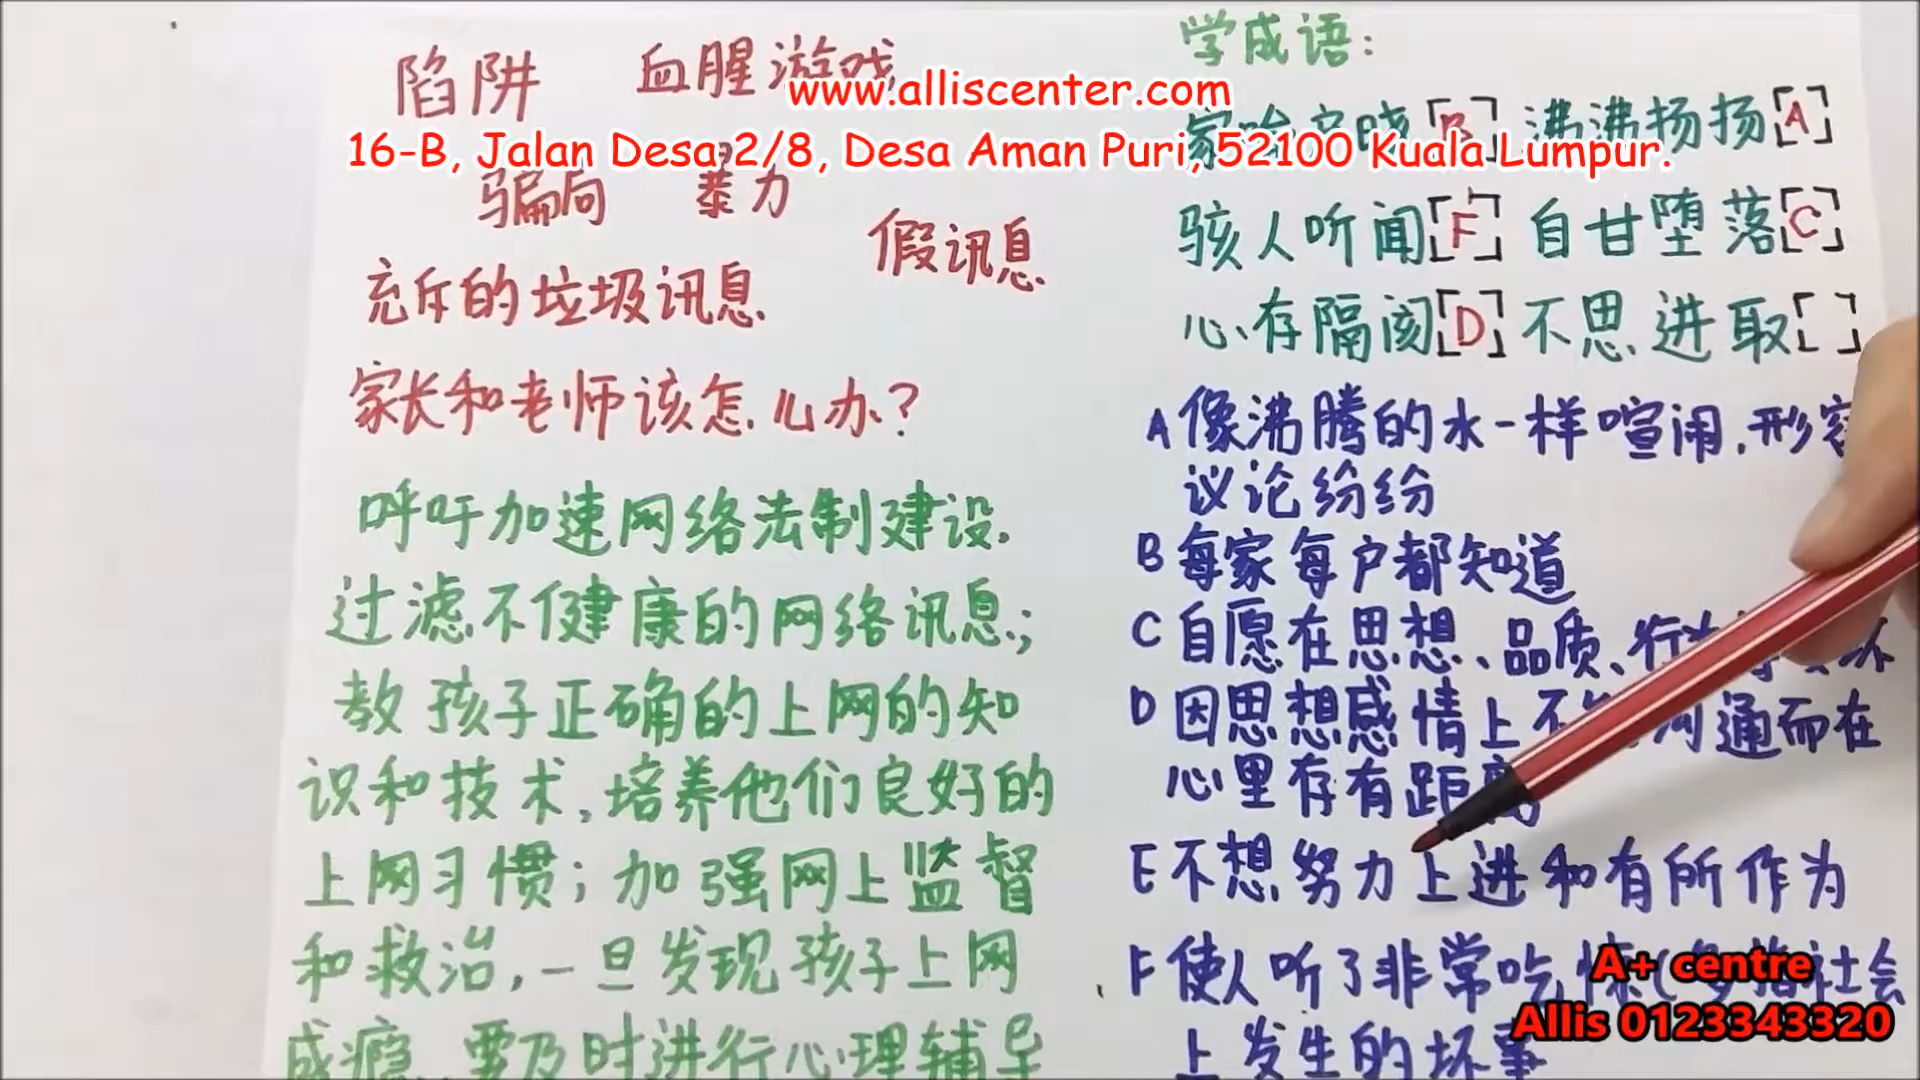 陷阱 血腥游戏
www.alliscenter.com
16-B, Jalan Desa 2/8, Desa Aman Puri, 52100 Kuala Lumpur.
骗局 暴力
假讯息
充斥的垃圾讯息
家长和老师该怎么办?
呼吁加速网络法制建设.
过滤不健康的网络讯息;
教孩子正确的上网的知
识和技术,培养他们良好的
上网习惯;加强网上监督
和救治,一旦发现孩子上网
成瘾,要及时进行心理辅导
学成语:
家 户 晓[B] 沸沸扬扬[A]
骇人听闻[F] 自甘堕落[C]
心存隔阂[D] 不思进取[ ]
A 像沸腾的水一样喧闹.形容
议论纷纷
B 每家每户都知道
C 自愿在思想、品质、行
D 因思想感情上不 沟通而在
心里存有距离
E 不想努力上进和有所作为
F 使人听了非常吃惊( 社会
上发生的坏事
A+ centre
Allis 0123343320